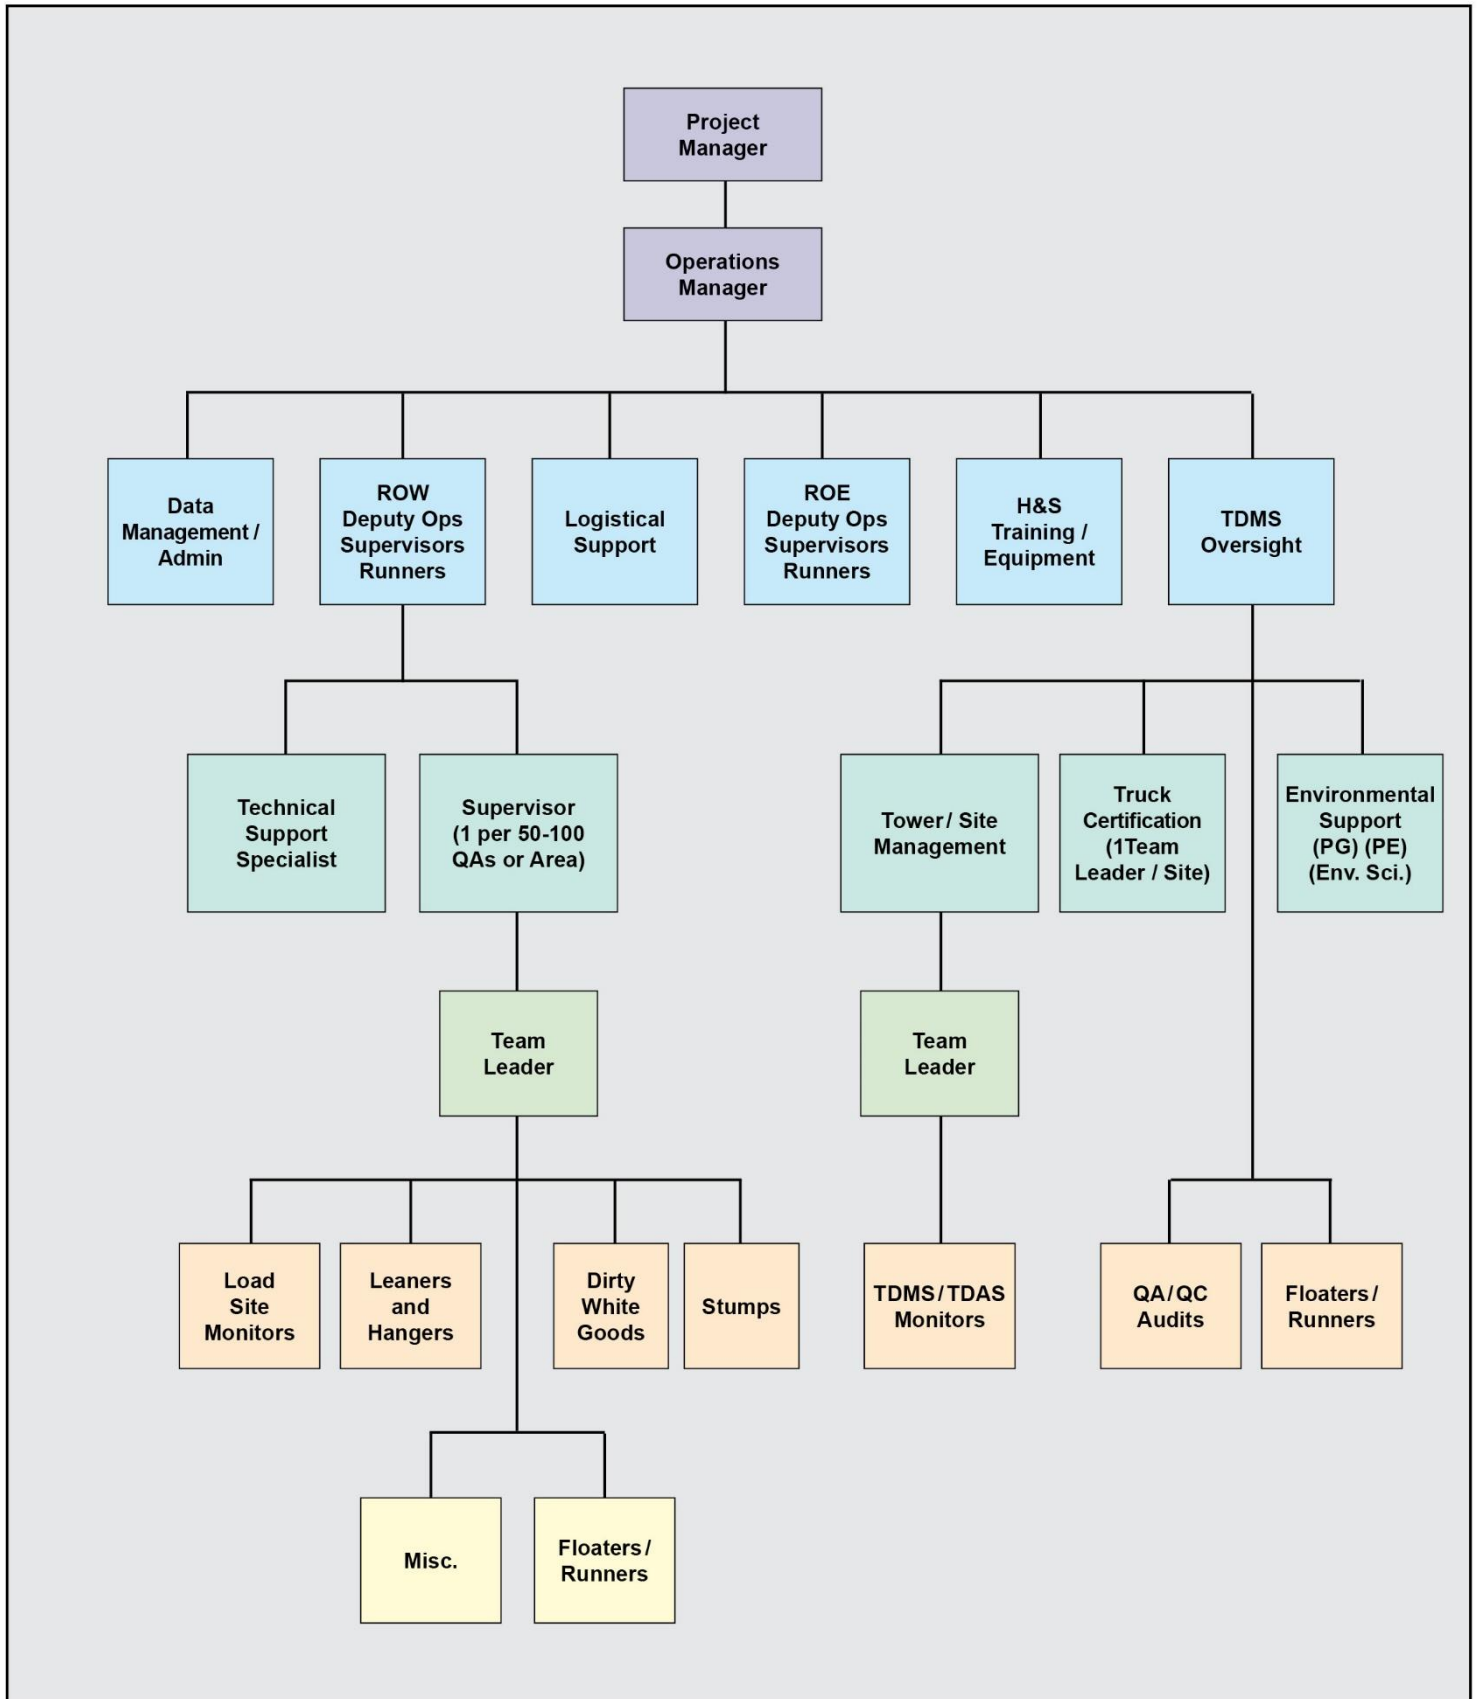 Project
Manager
Operations
Manager
Data
Management /
Admin
ROW
Deputy Ops
Supervisors
Runners
Logistical
Support
ROE
Deputy Ops
Supervisors
Runners
H&S
Training /
Equipment
TDMS
Oversight
Technical
Support
Specialist
Supervisor
(1 per 50-100
QAs or Area)
Tower / Site
Management
Truck
Certification
(1Team
Leader / Site)
Environmental
Support
(PG) (PE)
(Env. Sci.)
Team
Leader
Team
Leader
Load
Site
Monitors
Leaners
and
Hangers
Dirty
White
Goods
Stumps
TDMS / TDAS
Monitors
QA / QC
Audits
Floaters /
Runners
Misc.
Floaters /
Runners